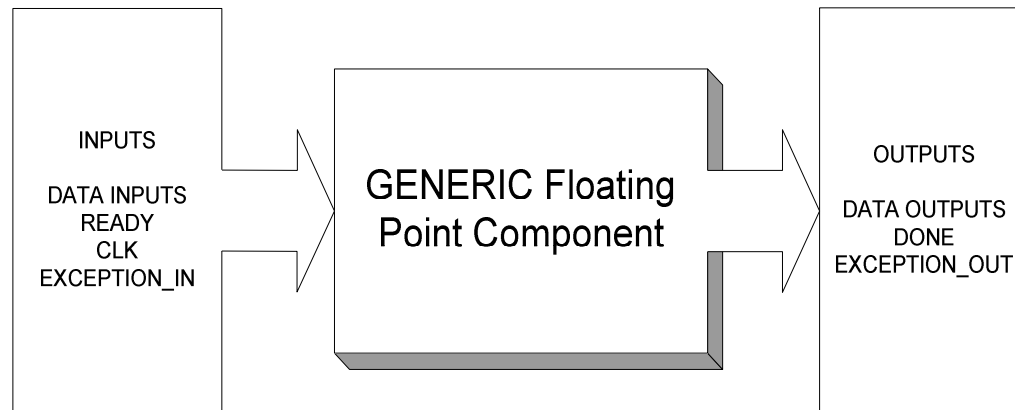 INPUTS
DATA INPUTS
READY
CLK
EXCEPTION_IN
GENERIC Floating
Point Component
OUTPUTS
DATA OUTPUTS
DONE
EXCEPTION_OUT